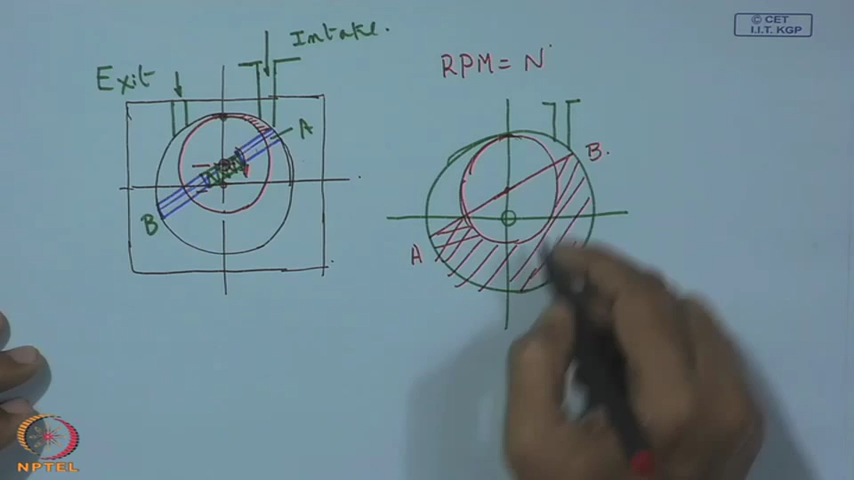 © CET
I.I.T. KGP
Intake.
Exit
RPM = N
A
B
B.
A
NPTEL